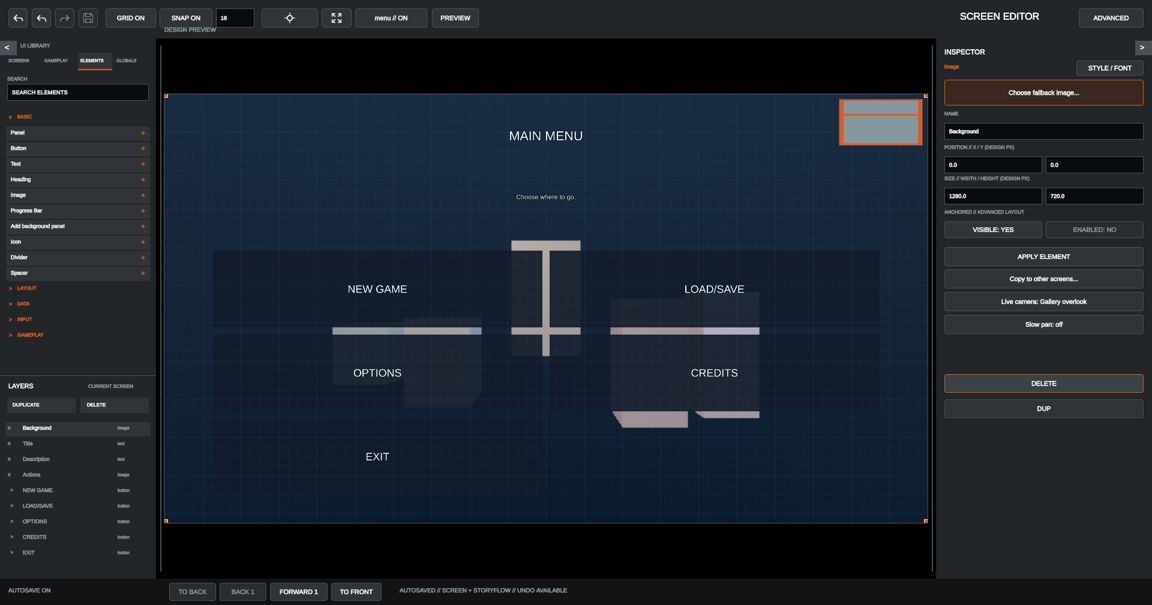 GRID ON
SNAP ON
16
menu // ON
PREVIEW
SCREEN EDITOR
ADVANCED
DESIGN PREVIEW
<
UI LIBRARY
SCREENS
GAMEPLAY
ELEMENTS
GLOBALS
SEARCH
SEARCH ELEMENTS
v BASIC
Panel +
Button +
Text +
Heading +
Image +
Progress Bar +
Add background panel +
Icon +
Divider +
Spacer +
> LAYOUT
> DATA
> INPUT
> GAMEPLAY
LAYERS
CURRENT SCREEN
DUPLICATE
DELETE
Background image
Title text
Description text
Actions image
> NEW GAME button
> LOAD/SAVE button
> OPTIONS button
> CREDITS button
> EXIT button
MAIN MENU
Choose where to go.
NEW GAME
LOAD/SAVE
OPTIONS
CREDITS
EXIT
>
INSPECTOR
Image
STYLE / FONT
Choose fallback image...
NAME
Background
POSITION // X / Y (DESIGN PX)
0.0
0.0
SIZE // WIDTH / HEIGHT (DESIGN PX)
1280.0
720.0
ANCHORED // ADVANCED LAYOUT
VISIBLE: YES
ENABLED: NO
APPLY ELEMENT
Copy to other screens...
Live camera: Gallery overlook
Slow pan: off
DELETE
DUP
AUTOSAVE ON
TO BACK
BACK 1
FORWARD 1
TO FRONT
AUTOSAVED // SCREEN + STORYFLOW // UNDO AVAILABLE